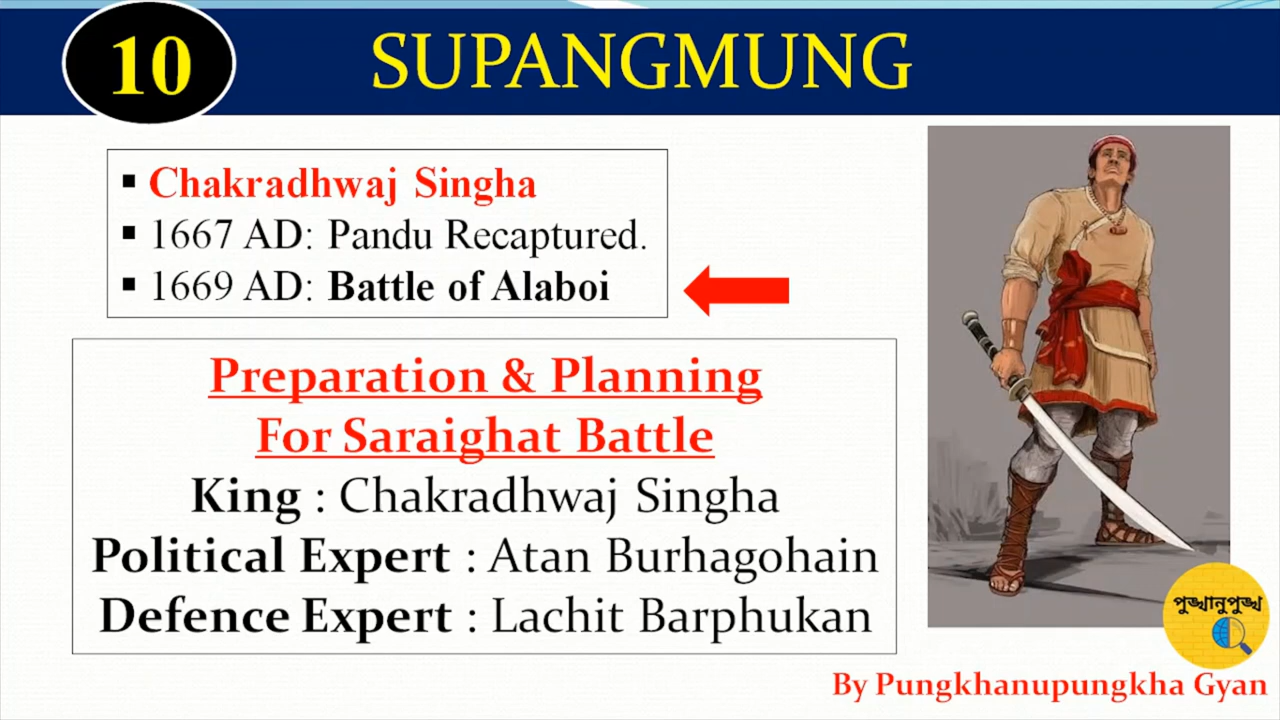 10
SUPANGMUNG
▪ Chakradhwaj Singha
▪ 1667 AD: Pandu Recaptured.
▪ 1669 AD: Battle of Alaboi
Preparation & Planning
For Saraighat Battle
King : Chakradhwaj Singha
Political Expert : Atan Burhagohain
Defence Expert : Lachit Barphukan
পুঙ্খানুপুঙ্খ
By Pungkhanupungkha Gyan